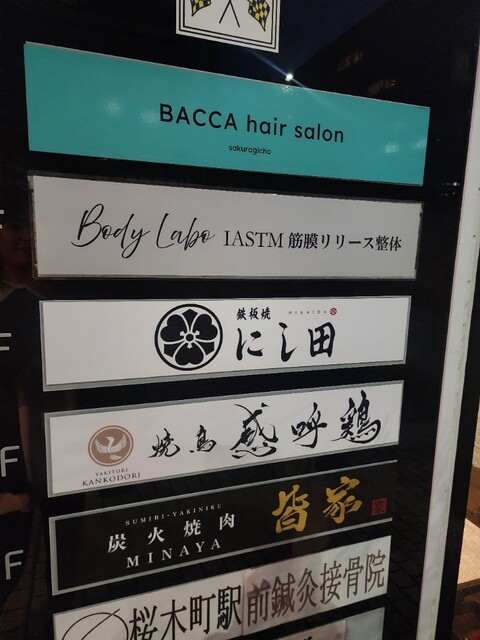 BACCA hair salon
sakuragicho
Body Labo IASTM 筋膜リリース整体
鉄板焼
NISHIDA
にし田
焼鳥 感呼鶏
YAKITORI
KANKODORI
SUMIBI-YAKINIKU
炭火焼肉
MINAYA
皆家
桜木町駅前鍼灸接骨院
F
F
F